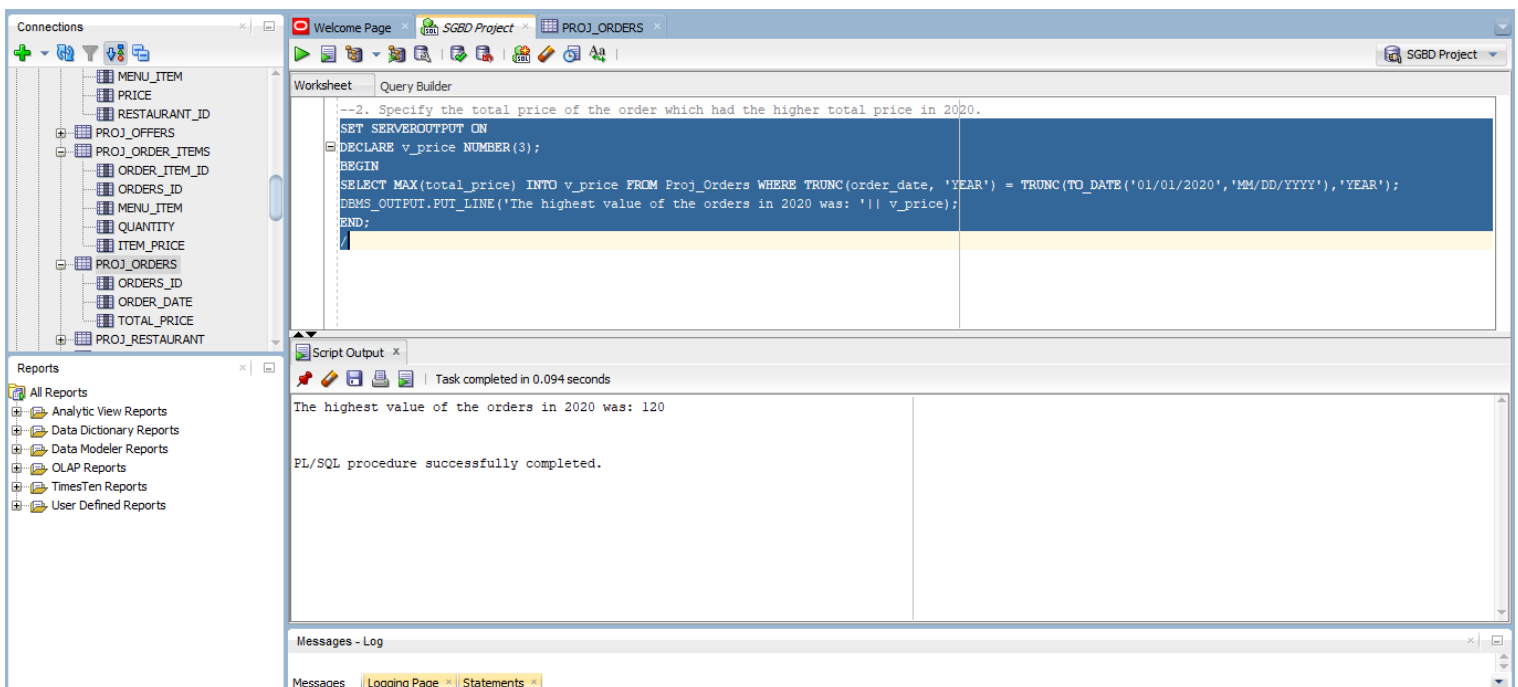 Connections
MENU_ITEM
PRICE
RESTAURANT_ID
PROJ_OFFERS
PROJ_ORDER_ITEMS
ORDER_ITEM_ID
ORDERS_ID
MENU_ITEM
QUANTITY
ITEM_PRICE
PROJ_ORDERS
ORDERS_ID
ORDER_DATE
TOTAL_PRICE
PROJ_RESTAURANT
Reports
All Reports
Analytic View Reports
Data Dictionary Reports
Data Modeler Reports
OLAP Reports
TimesTen Reports
User Defined Reports
Welcome Page
SGBD Project
PROJ_ORDERS
SGBD Project
Worksheet Query Builder
--2. Specify the total price of the order which had the higher total price in 2020.
SET SERVEROUTPUT ON
DECLARE v_price NUMBER(3);
BEGIN
SELECT MAX(total_price) INTO v_price FROM Proj_Orders WHERE TRUNC(order_date, 'YEAR') = TRUNC(TO_DATE('01/01/2020','MM/DD/YYYY'),'YEAR');
DBMS_OUTPUT.PUT_LINE('The highest value of the orders in 2020 was: '|| v_price);
END;
/
Script Output
Task completed in 0.094 seconds
The highest value of the orders in 2020 was: 120
PL/SQL procedure successfully completed.
Messages - Log
Messages Logging Page Statements